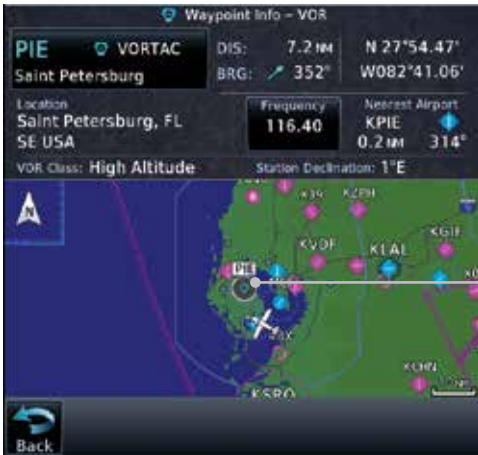 Waypoint Info – VOR
PIE VORTAC
Saint Petersburg
DIS: 7.2 NM
BRG: 352°
N 27°54.47'
W082°41.06'
Location
Saint Petersburg, FL
SE USA
Frequency
116.40
Nearest Airport
KPIE
0.2 NM 314°
VOR Class: High Altitude
Station Declination: 1°E
N
X39
KZPH
KVDF
KLAL
KGIF
PIE
KSRQ
Back